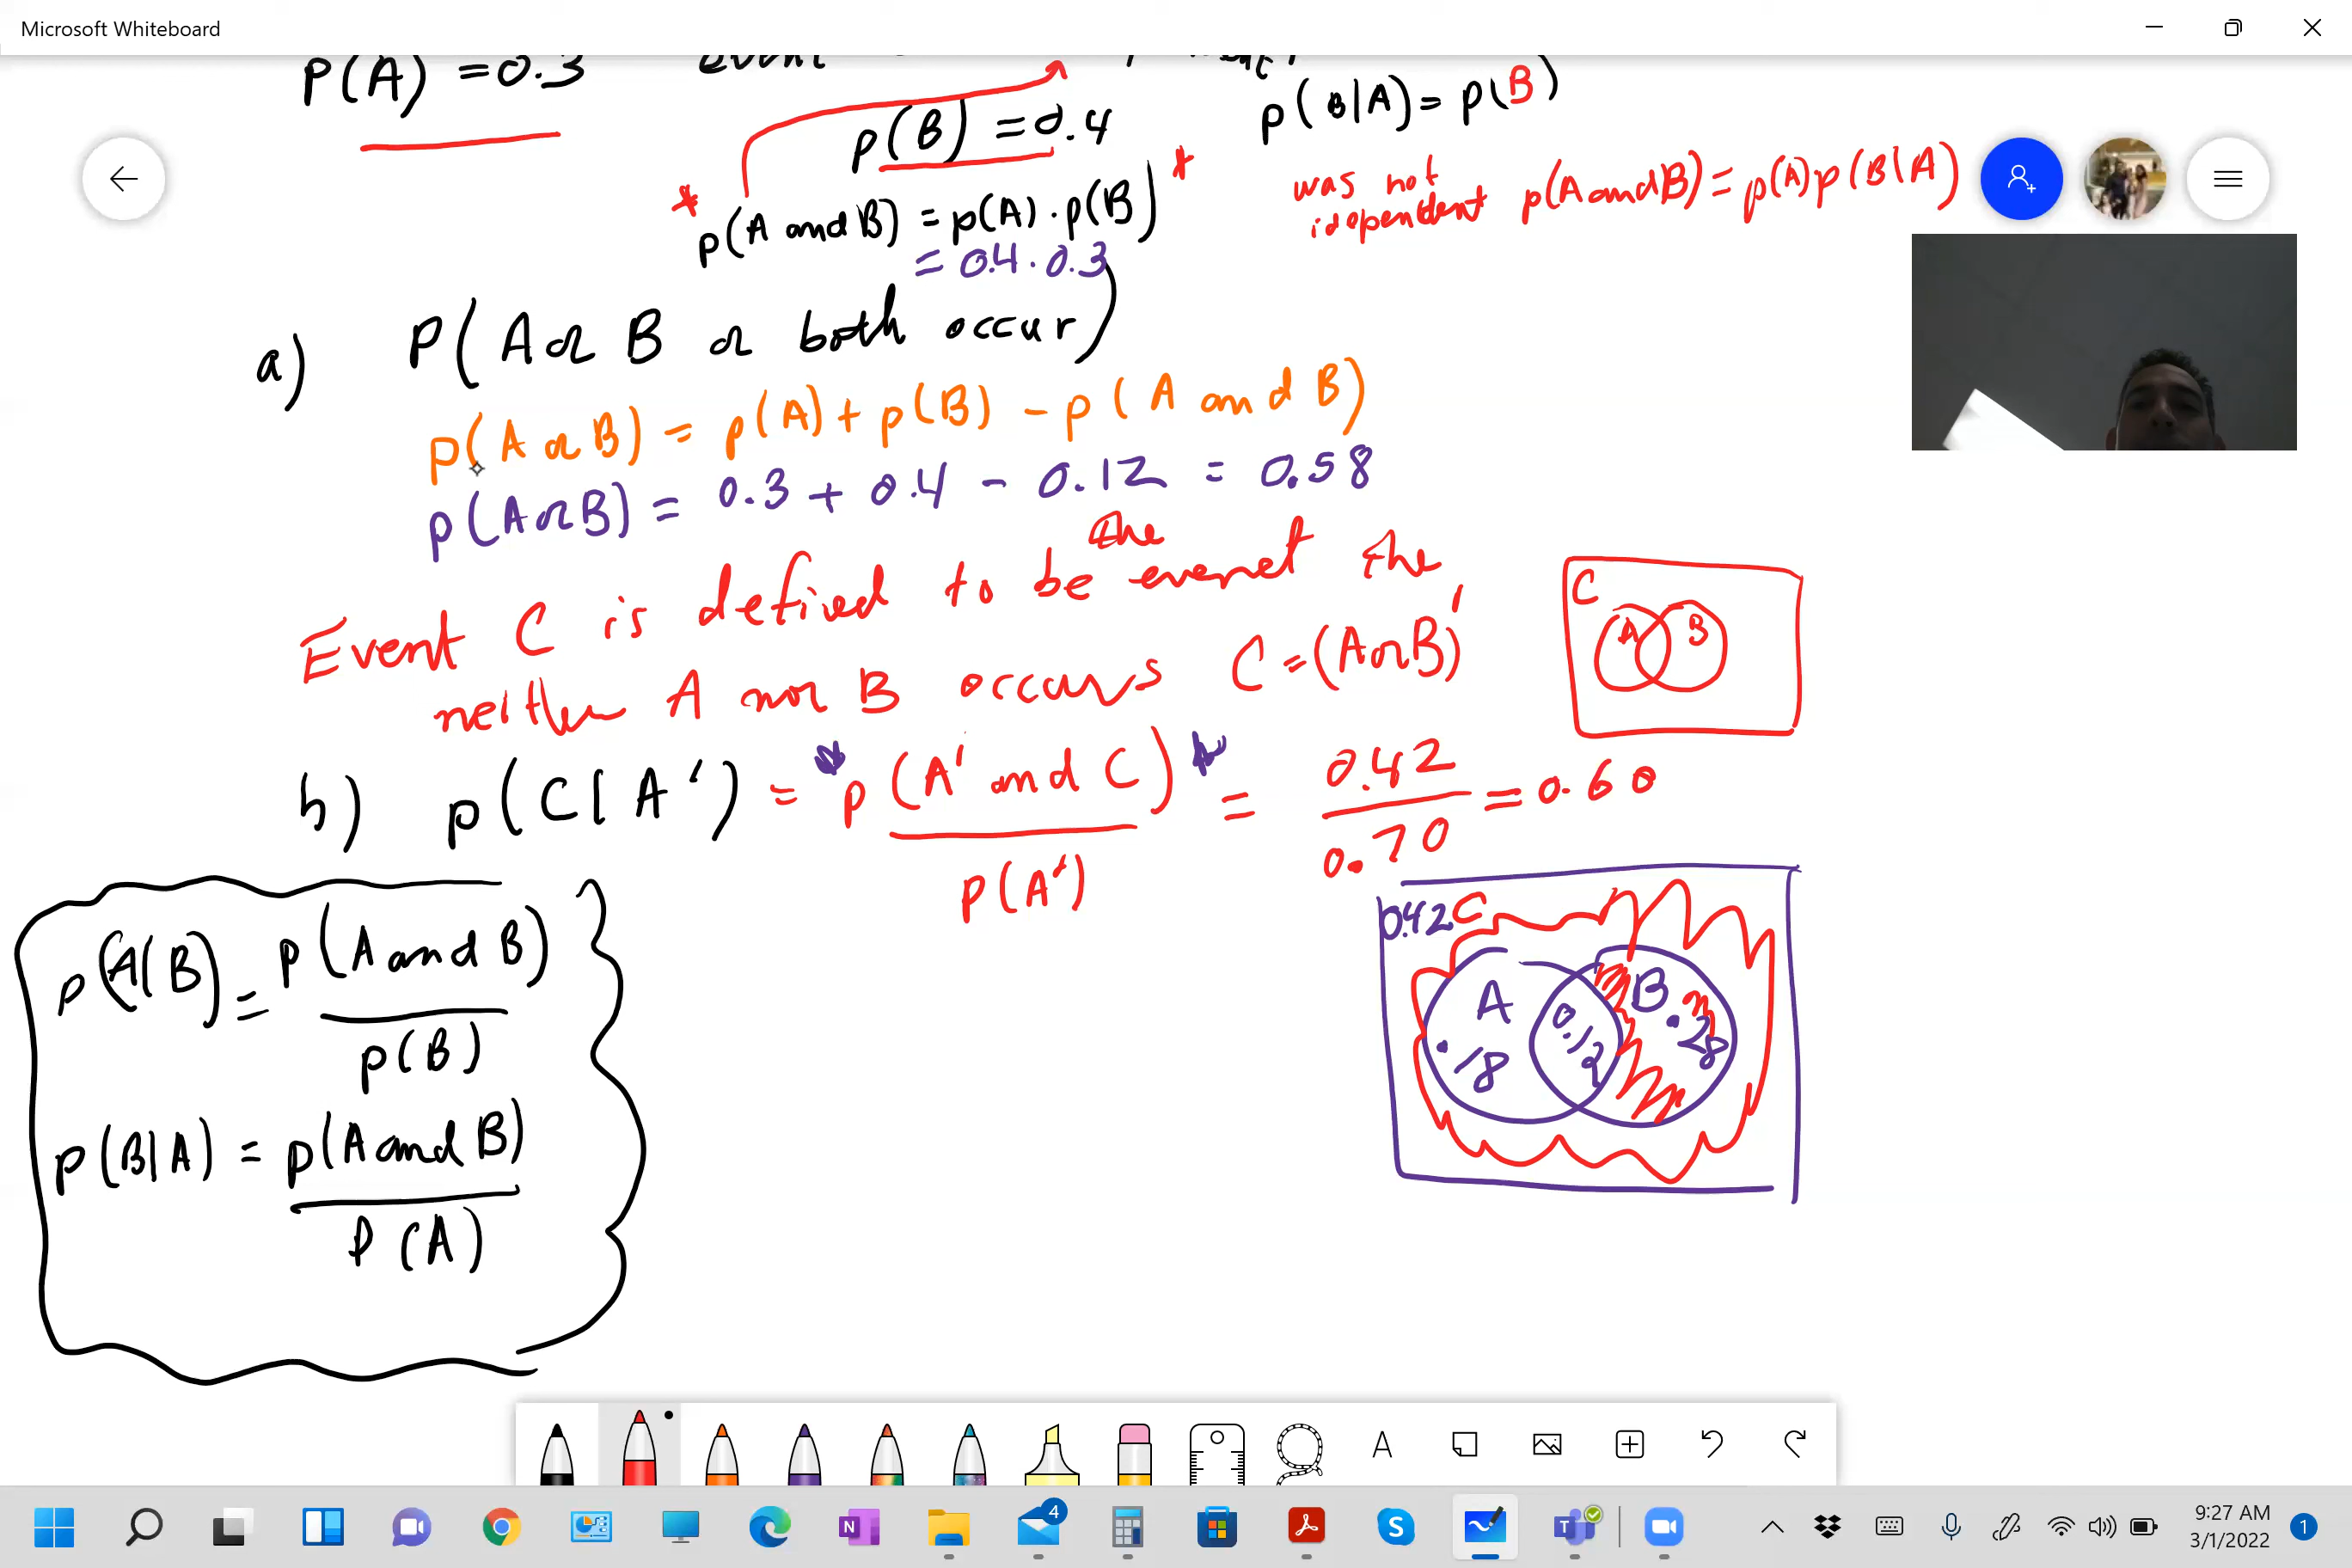 Microsoft Whiteboard
P(A) = 0.3
event
P(B|A) = P(B)
P(B) = 0.4
was not
idependent P(A and B) = P(A) P(B|A)
* P(A and B) = P(A) · P(B) *
= 0.4 · 0.3
a) P(A or B or both occur)
P(A or B) = P(A) + P(B) - P(A and B)
P(A or B) = 0.3 + 0.4 - 0.12 = 0.58
the
Event C is defined to be evenet the
neither A nor B occurs C = (A or B)'
C
A B
b) P(C|A') = * P(A' and C) * = 0.42 = 0.60
P(A') 0.70
P(A|B) = P(A and B)
P(B)
P(B|A) = P(A and B)
P(A)
0.42 C
A B
.18 0.12 .28
A
4
N
S
T
9:27 AM
3/1/2022
1